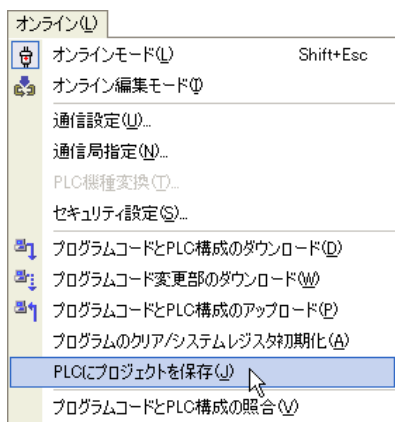 オンライン(L)
オンラインモード(L) Shift+Esc
オンライン編集モード(I)
通信設定(U)...
通信局指定(N)...
PLC機種変換(T)...
セキュリティ設定(S)...
プログラムコードとPLC構成のダウンロード(D)
プログラムコード変更部のダウンロード(W)
プログラムコードとPLC構成のアップロード(P)
プログラムのクリア/システムレジスタ初期化(A)
PLCにプロジェクトを保存(J)
プログラムコードとPLC構成の照合(V)